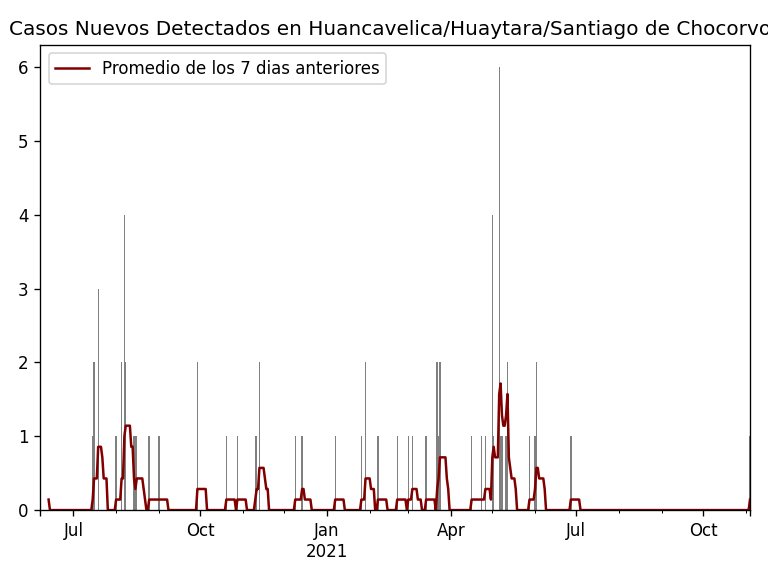 Casos Nuevos Detectados en Huancavelica/Huaytara/Santiago de Chocorvo
Promedio de los 7 dias anteriores
6
5
4
3
2
1
0
Jul Oct Jan Apr Jul Oct
2021